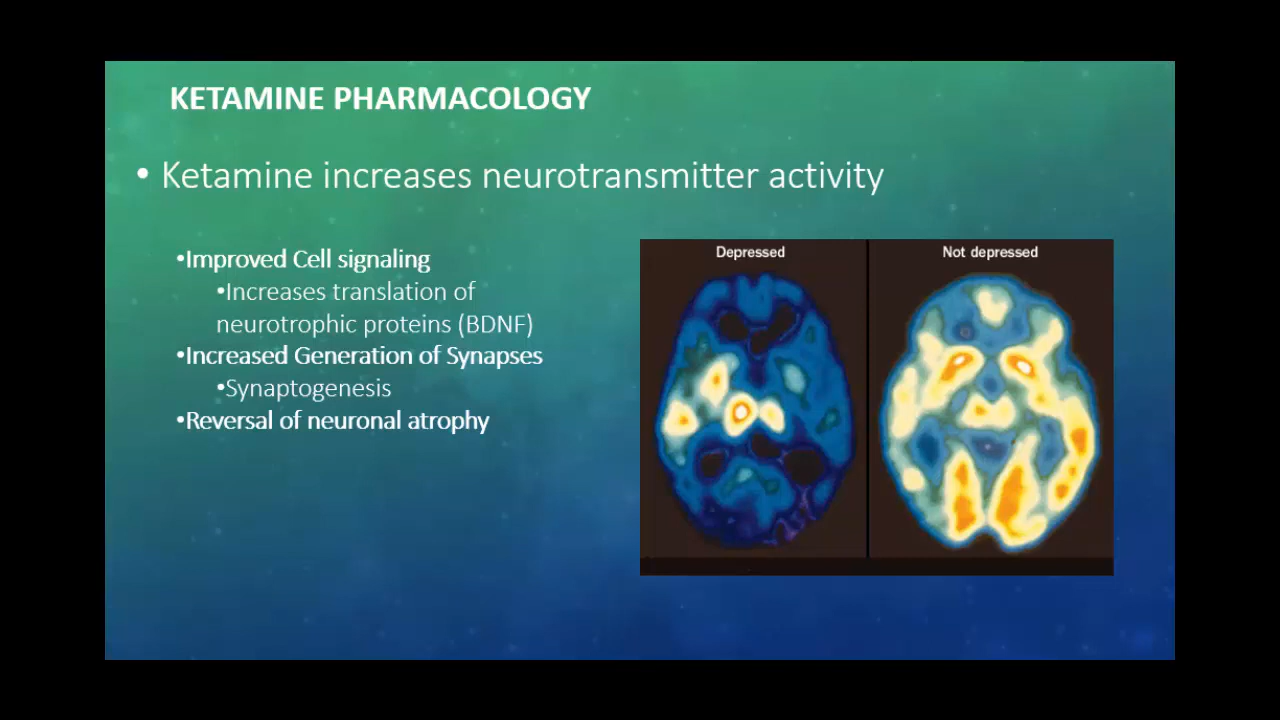 KETAMINE PHARMACOLOGY
• Ketamine increases neurotransmitter activity
•Improved Cell signaling
•Increases translation of
neurotrophic proteins (BDNF)
•Increased Generation of Synapses
•Synaptogenesis
•Reversal of neuronal atrophy
Depressed
Not depressed